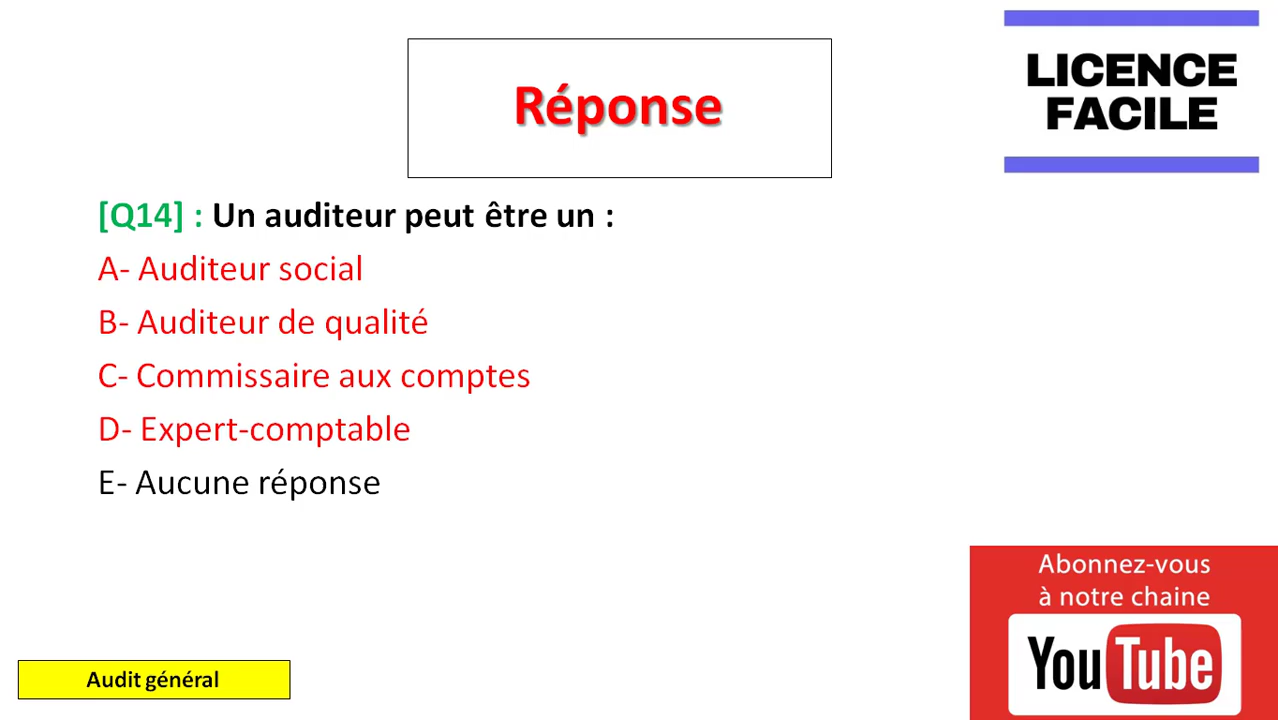 Réponse
LICENCE
FACILE
[Q14] : Un auditeur peut être un :
A- Auditeur social
B- Auditeur de qualité
C- Commissaire aux comptes
D- Expert-comptable
E- Aucune réponse
Abonnez-vous
à notre chaine
YouTube
Audit général